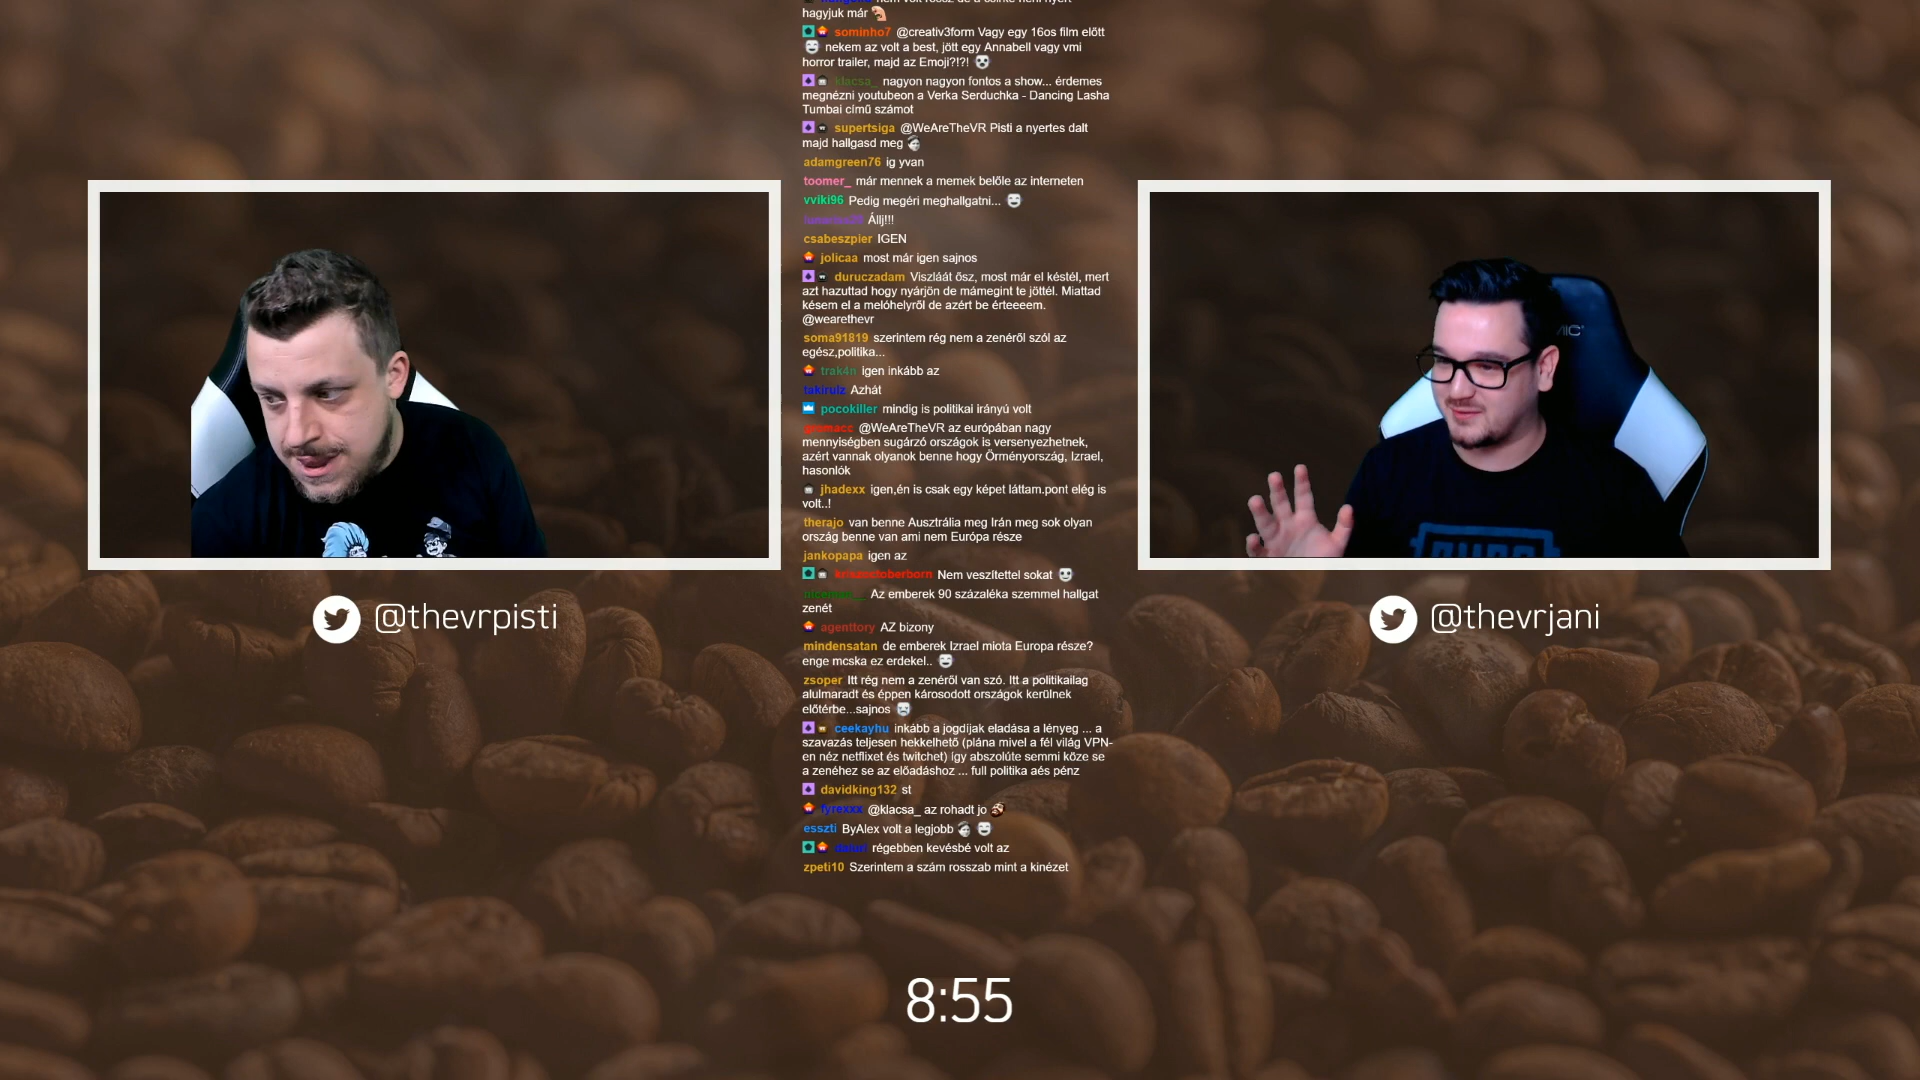 hagyjuk már
sominho7 @creativ3form Vagy egy 16os film előtt
nekem az volt a best, jött egy Annabell vagy vmi
horror trailer, majd az Emoji?!?!
klacsa_ nagyon nagyon fontos a show... érdemes
megnézni youtubeon a Verka Serduchka - Dancing Lasha
Tumbai című számot
supertsiga @WeAreTheVR Pisti a nyertes dalt
majd hallgasd meg
adamgreen76 ig yvan
toomer_ már mennek a memek belőle az interneten
vviki96 Pedig megéri meghallgatni...
Állj!!!
csabeszpier IGEN
jolicaa most már igen sajnos
duruczadam Viszláát ősz, most már el késtél, mert
azt hazuttad hogy nyárjön de mámegint te jöttél. Miattad
késem el a melóhelyről de azért be érteeeem.
@wearethevr
soma91819 szerintem rég nem a zenéről szól az
egész,politika...
trak4n igen inkább az
takirulz Azhát
pocokiller mindig is politikai irányú volt
@WeAreTheVR az európában nagy
mennyiségben sugárzó országok is versenyezhetnek,
azért vannak olyanok benne hogy Örményország, Izrael,
hasonlók
jhadexx igen,én is csak egy képet láttam.pont elég is
volt..!
therajo van benne Ausztrália meg Irán meg sok olyan
ország benne van ami nem Európa része
jankopapa igen az
Nem veszítettel sokat
Az emberek 90 százaléka szemmel hallgat
zenét
agenttory AZ bizony
mindensatan de emberek Izrael miota Europa része?
enge mcska ez erdekel..
zsoper Itt rég nem a zenéről van szó. Itt a politikailag
alulmaradt és éppen károsodott országok kerülnek
előtérbe...sajnos
ceekayhu inkább a jogdíjak eladása a lényeg ... a
szavazás teljesen hekkelhető (plána mivel a fél világ VPN-
en néz netflixet és twitchet) így abszolúte semmi köze se
a zenéhez se az előadáshoz ... full politika aés pénz
davidking132 st
fyrexxx @klacsa_ az rohadt jo
esszti ByAlex volt a legjobb
régebben kevésbé volt az
zpeti10 Szerintem a szám rosszab mint a kinézet
@thevrpisti
@thevrjani
8:55